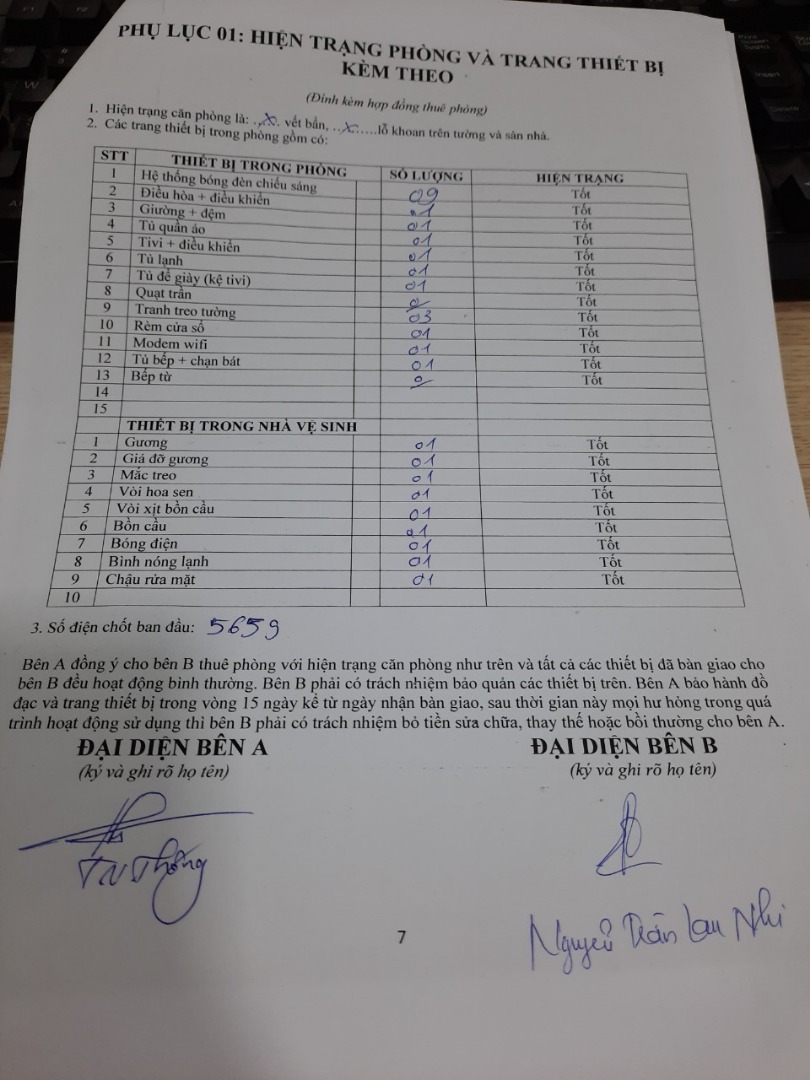 PHỤ LỤC 01: HIỆN TRẠNG PHÒNG VÀ TRANG THIẾT BỊ
KÈM THEO
(Đính kèm hợp đồng thuê phòng)
1. Hiện trạng căn phòng là: ..X.. vết bẩn, ..X.....lỗ khoan trên tường và sàn nhà.
2. Các trang thiết bị trong phòng gồm có:
STT THIẾT BỊ TRONG PHÒNG SỐ LƯỢNG HIỆN TRẠNG
1 Hệ thống bóng đèn chiếu sáng 09 Tốt
2 Điều hòa + điều khiển 01 Tốt
3 Giường + đệm 01 Tốt
4 Tủ quần áo 01 Tốt
5 Tivi + điều khiển 01 Tốt
6 Tủ lạnh 01 Tốt
7 Tủ để giày (kệ tivi) 01 Tốt
8 Quạt trần 0 Tốt
9 Tranh treo tường 03 Tốt
10 Rèm cửa sổ 01 Tốt
11 Modem wifi 01 Tốt
12 Tủ bếp + chạn bát 01 Tốt
13 Bếp từ 0 Tốt
14
15
THIẾT BỊ TRONG NHÀ VỆ SINH
1 Gương 01 Tốt
2 Giá đỡ gương 01 Tốt
3 Mắc treo 01 Tốt
4 Vòi hoa sen 01 Tốt
5 Vòi xịt bồn cầu 01 Tốt
6 Bồn cầu 01 Tốt
7 Bóng điện 01 Tốt
8 Bình nóng lạnh 01 Tốt
9 Chậu rửa mặt 01 Tốt
10
3. Số điện chốt ban đầu: 5659
Bên A đồng ý cho bên B thuê phòng với hiện trạng căn phòng như trên và tất cả các thiết bị đã bàn giao cho
bên B đều hoạt động bình thường. Bên B phải có trách nhiệm bảo quản các thiết bị trên. Bên A bảo hành đồ
đạc và trang thiết bị trong vòng 15 ngày kể từ ngày nhận bàn giao, sau thời gian này mọi hư hỏng trong quá
trình hoạt động sử dụng thì bên B phải có trách nhiệm bỏ tiền sửa chữa, thay thế hoặc bồi thường cho bên A.
ĐẠI DIỆN BÊN A ĐẠI DIỆN BÊN B
(ký và ghi rõ họ tên) (ký và ghi rõ họ tên)
Thống
Nguyễn Trần Lan Nhi
7